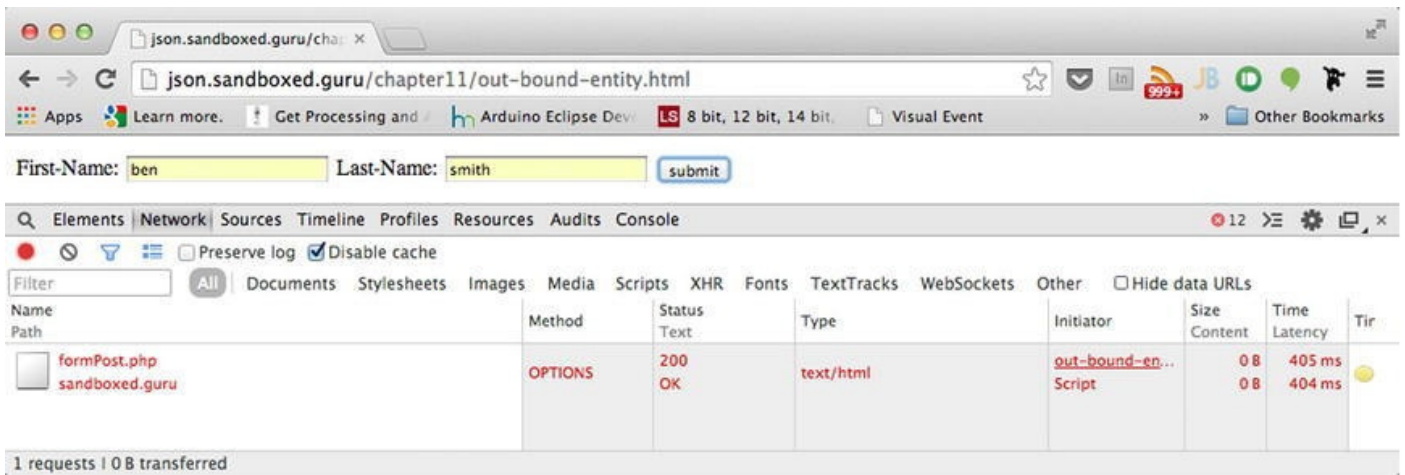 json.sandboxed.guru/cha
json.sandboxed.guru/chapter11/out-bound-entity.html
999+
JB
Apps Learn more. Get Processing and Arduino Eclipse Dev LS 8 bit, 12 bit, 14 bit, Visual Event » Other Bookmarks
First-Name: ben Last-Name: smith submit
Elements Network Sources Timeline Profiles Resources Audits Console 12
Preserve log Disable cache
Filter All Documents Stylesheets Images Media Scripts XHR Fonts TextTracks WebSockets Other Hide data URLs
Name Method Status Type Initiator Size Time Tir
Path Text Content Latency
formPost.php OPTIONS 200 text/html out-bound-en... 0 B 405 ms
sandboxed.guru OK Script 0 B 404 ms
1 requests | 0 B transferred